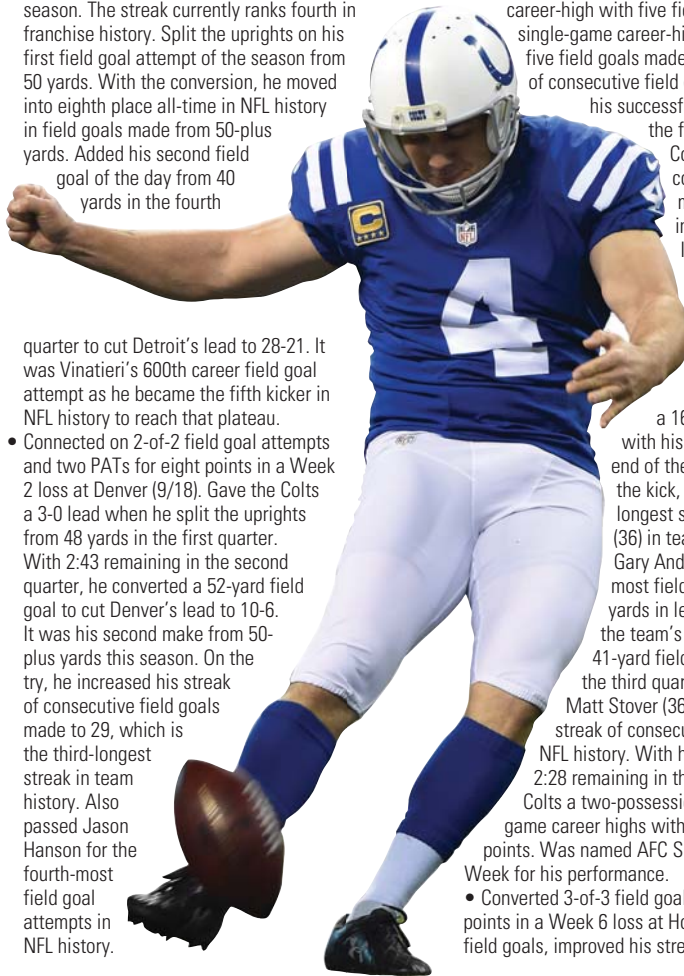 season. The streak currently ranks fourth in
franchise history. Split the uprights on his
first field goal attempt of the season from
50 yards. With the conversion, he moved
into eighth place all-time in NFL history
in field goals made from 50-plus
yards. Added his second field
goal of the day from 40
yards in the fourth
quarter to cut Detroit’s lead to 28-21. It
was Vinatieri’s 600th career field goal
attempt as he became the fifth kicker in
NFL history to reach that plateau.
• Connected on 2-of-2 field goal attempts
and two PATs for eight points in a Week
2 loss at Denver (9/18). Gave the Colts
a 3-0 lead when he split the uprights
from 48 yards in the first quarter.
With 2:43 remaining in the second
quarter, he converted a 52-yard field
goal to cut Denver’s lead to 10-6.
It was his second make from 50-
plus yards this season. On the
try, he increased his streak
of consecutive field goals
made to 29, which is
the third-longest
streak in team
history. Also
passed Jason
Hanson for the
fourth-most
field goal
attempts in
NFL history.
COLTS
C
NFL
4
4
career-high with five fie
single-game career-hi
five field goals made
of consecutive field
his successf
the f
Co
co
in
a 16
with his
end of the
the kick,
longest s
(36) in tea
Gary And
most field
yards in le
the team’s
41-yard field
the third quar
Matt Stover (36
streak of consecu
NFL history. With h
2:28 remaining in th
Colts a two-possessi
game career highs with
points. Was named AFC S
Week for his performance.
• Converted 3-of-3 field goal
points in a Week 6 loss at Ho
field goals, improved his stre